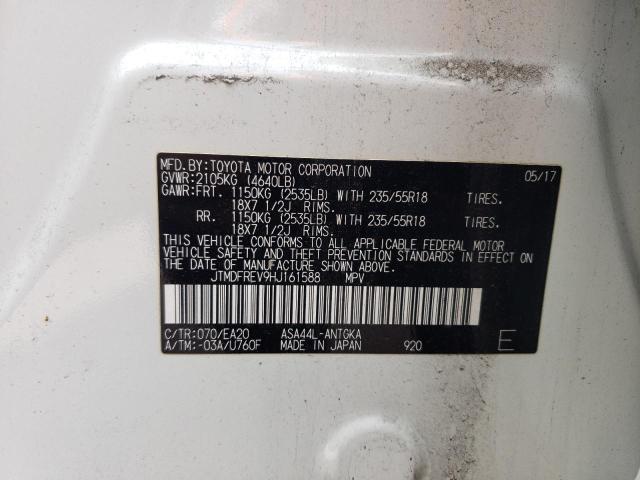 MFD.BY:TOYOTA MOTOR CORPORATION 05/17
GVWR:2105KG (4640LB)
GAWR:FRT. 1150KG (2535LB) WITH 235/55R18 TIRES.
18X7 1/2J RIMS.
RR. 1150KG (2535LB) WITH 235/55R18 TIRES.
18X7 1/2J RIMS.
THIS VEHICLE CONFORMS TO ALL APPLICABLE FEDERAL MOTOR
VEHICLE SAFETY AND THEFT PREVENTION STANDARDS IN EFFECT
ON THE DATE OF MANUFACTURE SHOWN ABOVE.
JTMDFREV9HJ161588 MPV
C/TR:070/EA20 ASA44L-ANTGKA
A/TM:-03A/U760F MADE IN JAPAN 920 E